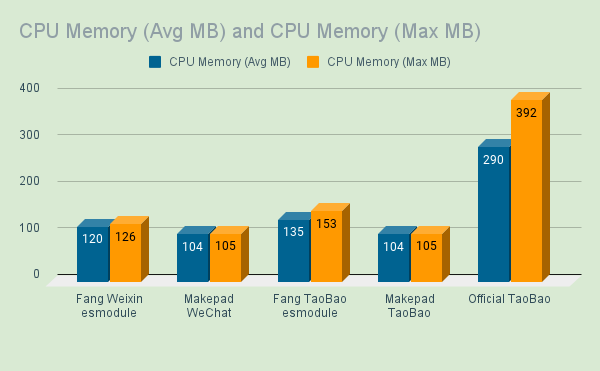 CPU Memory (Avg MB) and CPU Memory (Max MB)
CPU Memory (Avg MB) CPU Memory (Max MB)
400
300
200
100
0
120 126 104 105 135 153 104 105 290 392
Fang Weixin esmodule
Makepad WeChat
Fang TaoBao esmodule
Makepad TaoBao
Official TaoBao